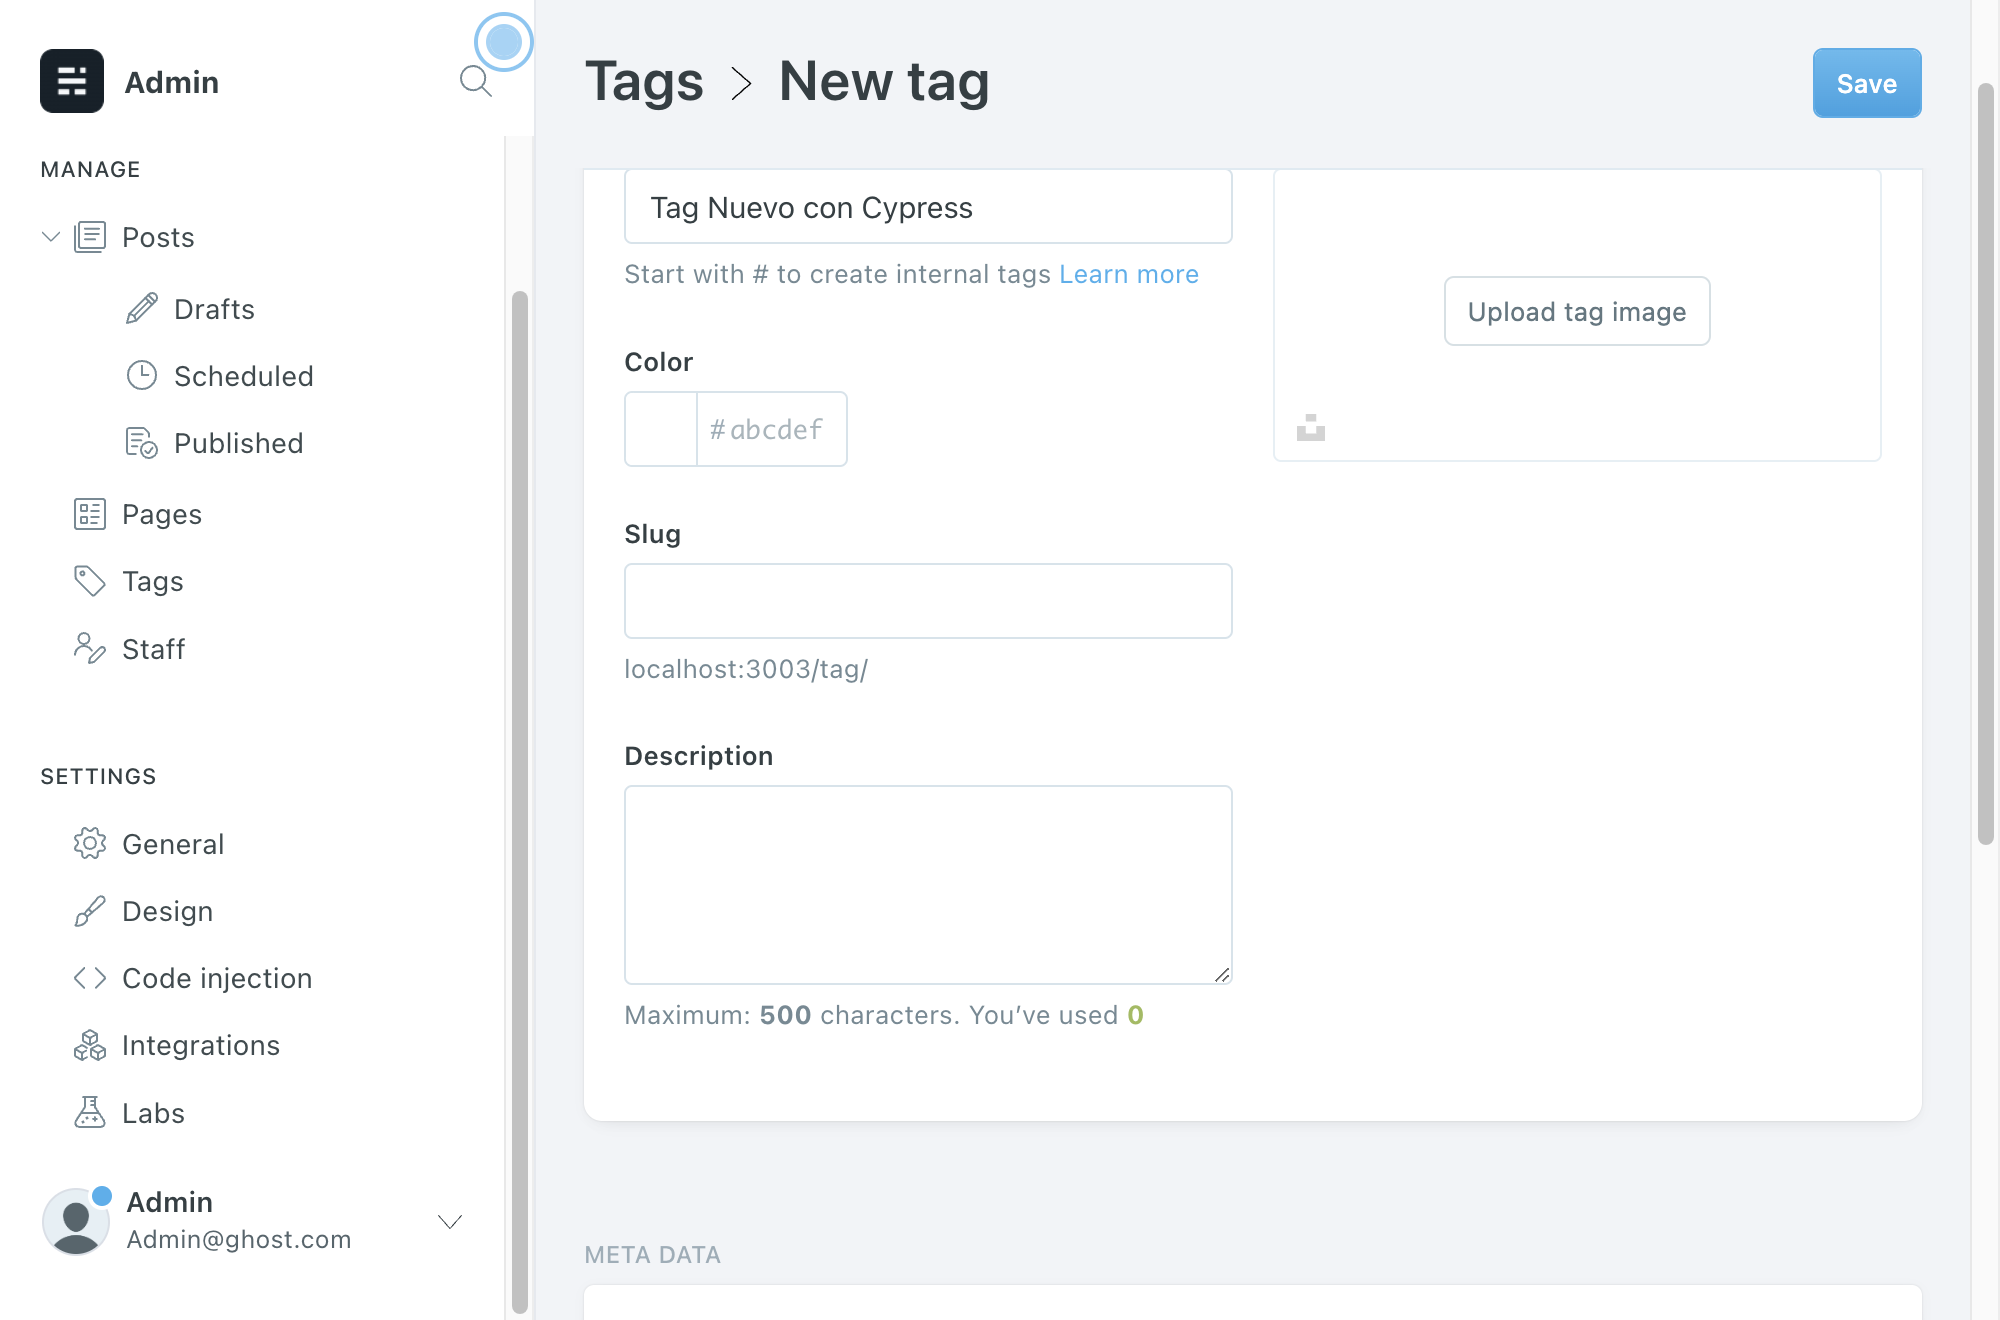 Admin
MANAGE
Posts
Drafts
Scheduled
Published
Pages
Tags
Staff
SETTINGS
General
Design
Code injection
Integrations
Labs
Admin
Admin@ghost.com
Tags > New tag
Save
Tag Nuevo con Cypress
Start with # to create internal tags Learn more
Upload tag image
Color
#abcdef
Slug
localhost:3003/tag/
Description
Maximum: 500 characters. You’ve used 0
META DATA